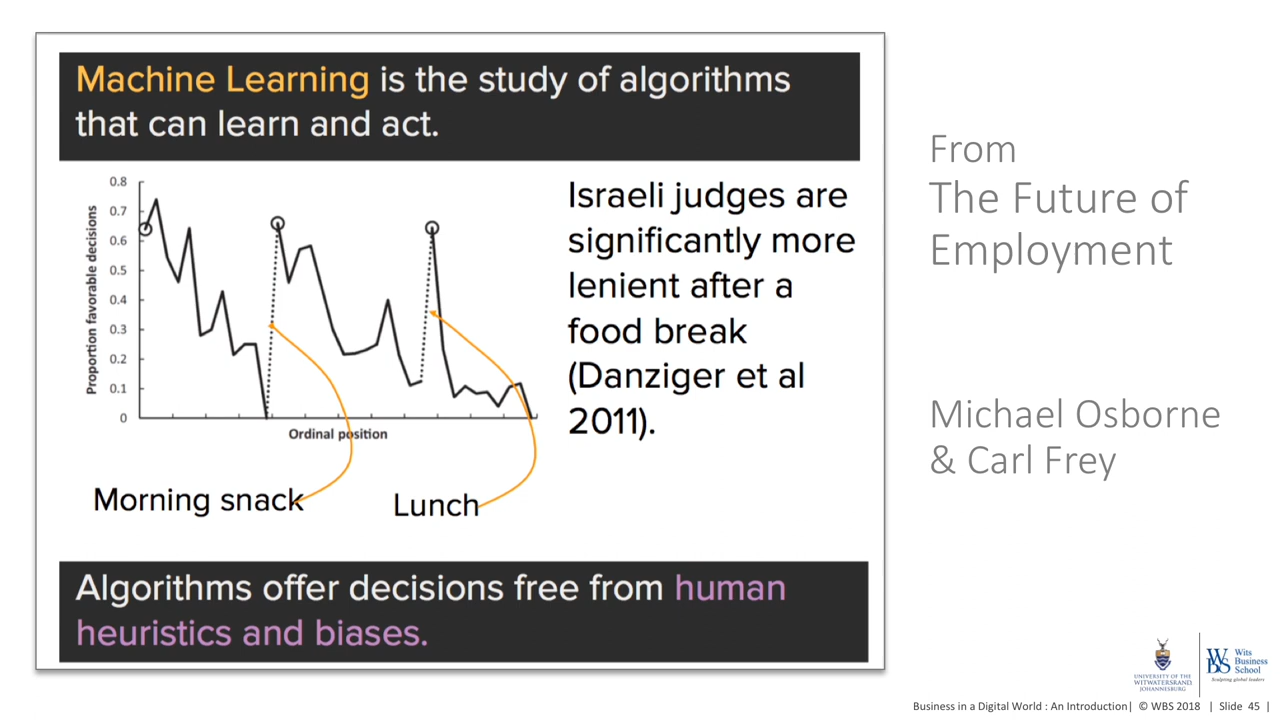 Machine Learning is the study of algorithms
that can learn and act.
0.8
0.7
0.6
0.5
0.4
0.3
0.2
0.1
0
Proportion favorable decisions
Ordinal position
Morning snack
Lunch
Israeli judges are
significantly more
lenient after a
food break
(Danziger et al
2011).
Algorithms offer decisions free from human
heuristics and biases.
From
The Future of
Employment
Michael Osborne
& Carl Frey
UNIVERSITY OF THE
WITWATERSRAND
JOHANNESBURG
WBS
Wits
Business
School
Sculpting global leaders
Business in a Digital World : An Introduction| © WBS 2018 | Slide 45 |